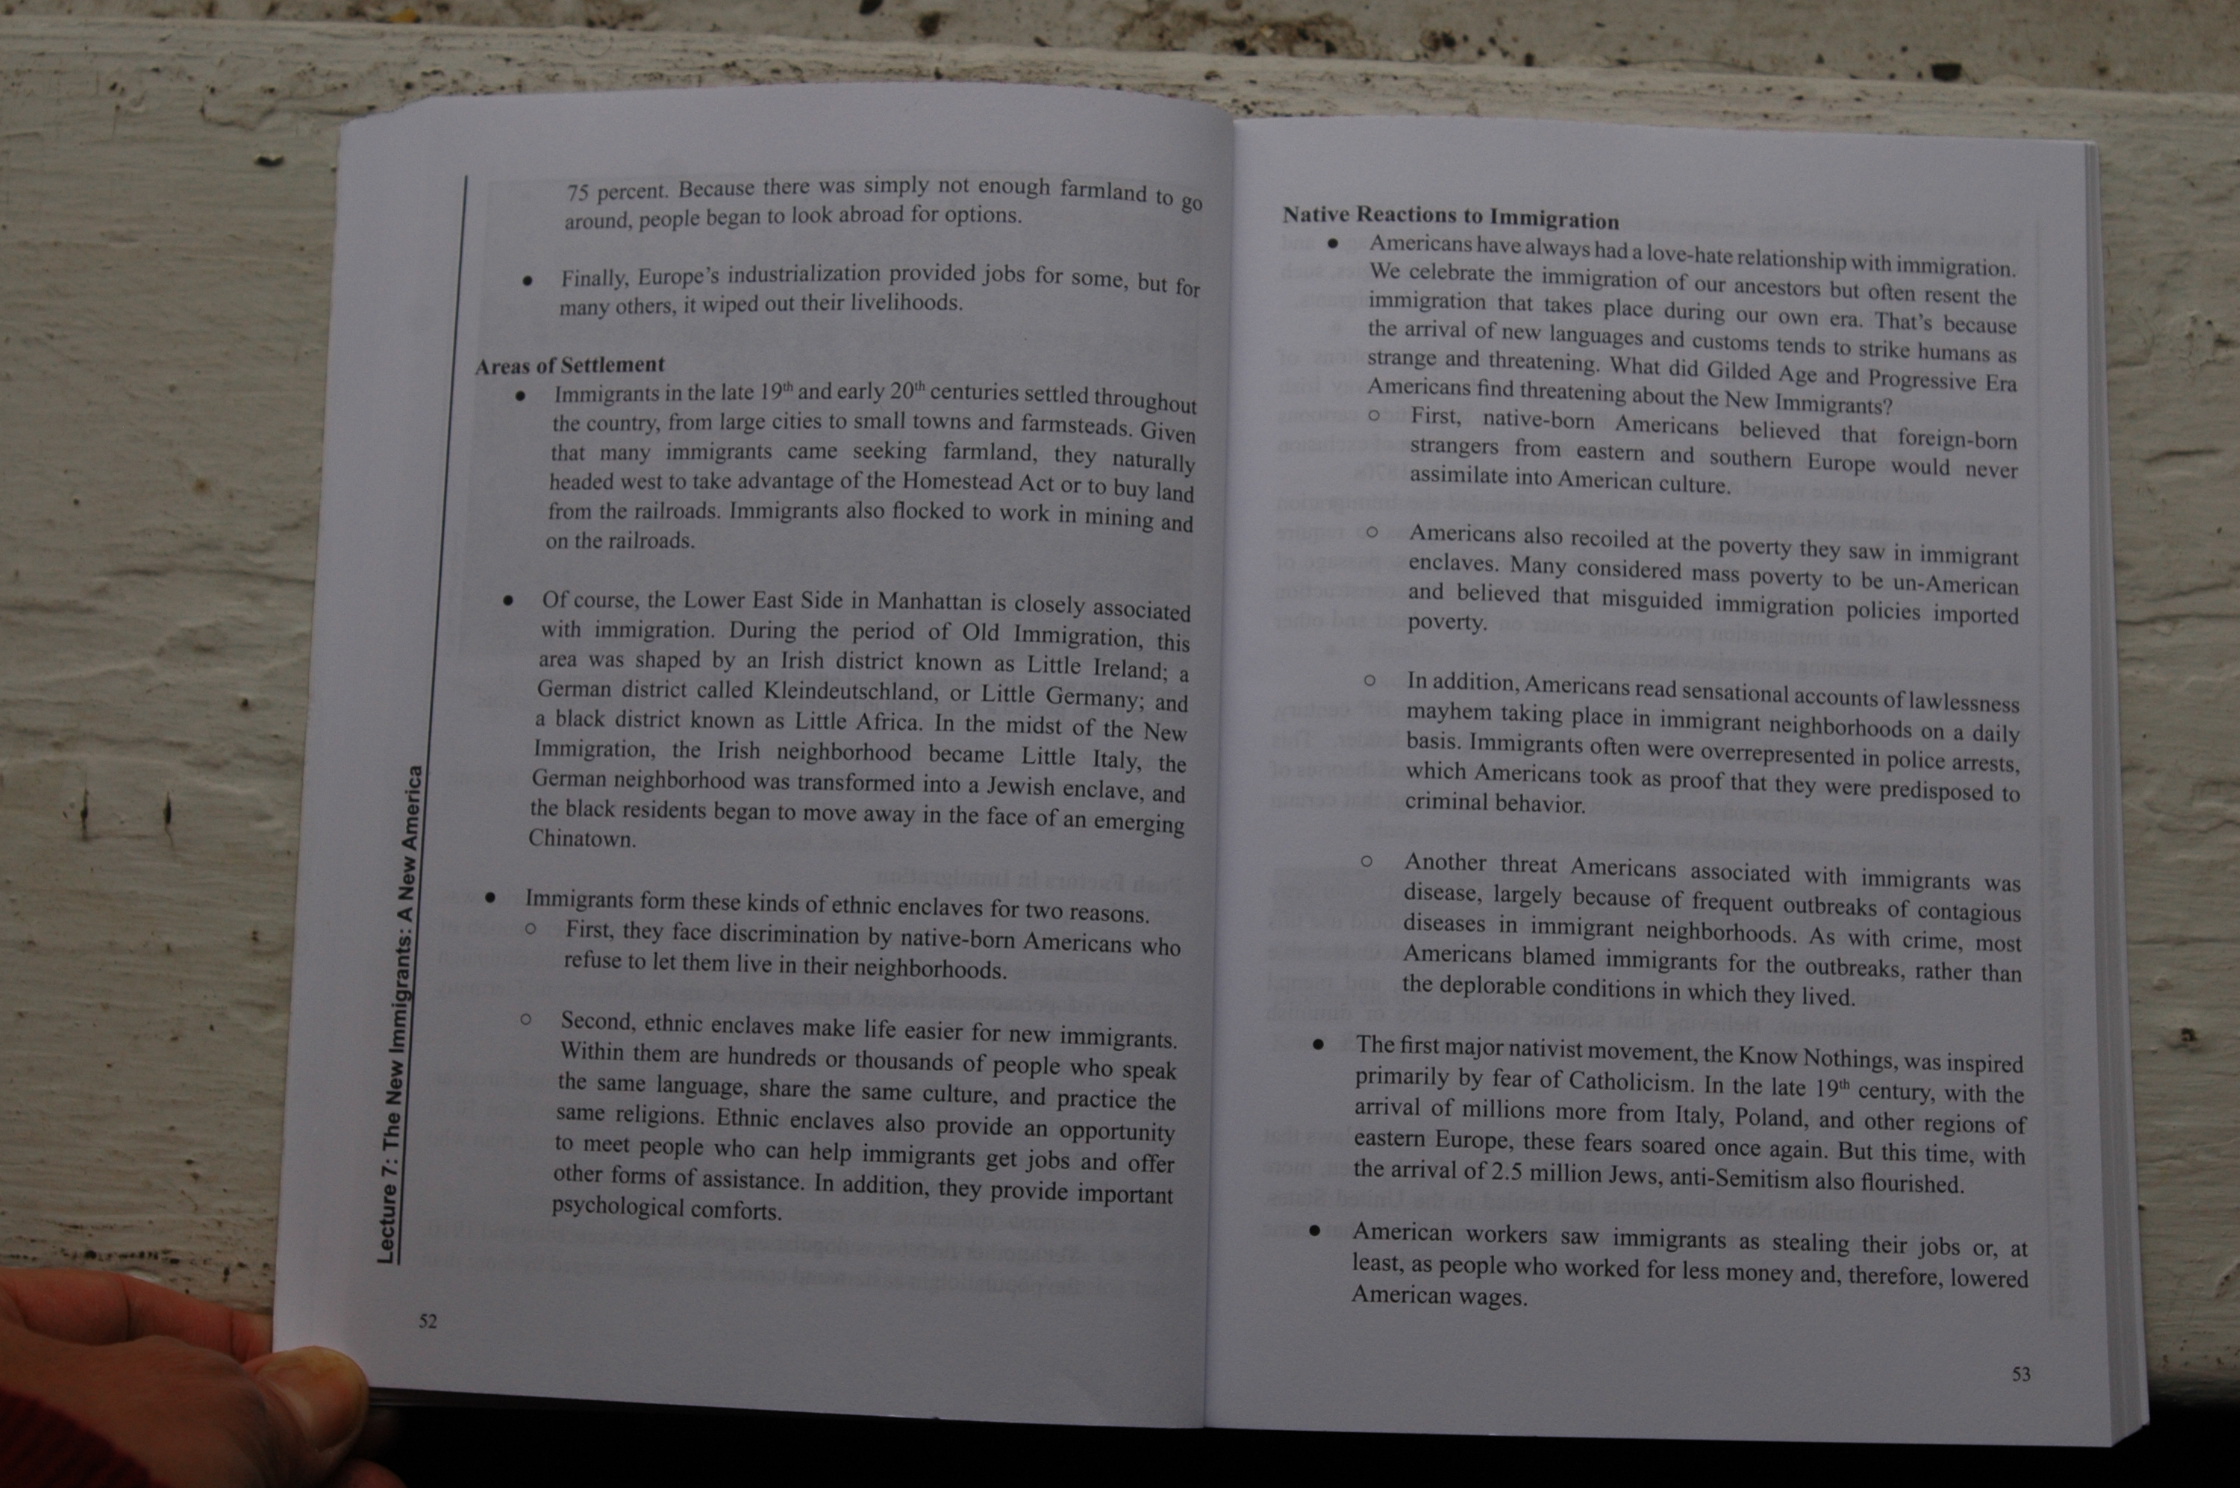 75 percent. Because there was simply not enough farmland to go
around, people began to look abroad for options.
• Finally, Europe's industrialization provided jobs for some, but for
many others, it wiped out their livelihoods.
Areas of Settlement
• Immigrants in the late 19th and early 20th centuries settled throughout
the country, from large cities to small towns and farmsteads. Given
that many immigrants came seeking farmland, they naturally
headed west to take advantage of the Homestead Act or to buy land
from the railroads. Immigrants also flocked to work in mining and
on the railroads.
• Of course, the Lower East Side in Manhattan is closely associated
with immigration. During the period of Old Immigration, this
area was shaped by an Irish district known as Little Ireland; a
German district called Kleindeutschland, or Little Germany; and
a black district known as Little Africa. In the midst of the New
Immigration, the Irish neighborhood became Little Italy, the
German neighborhood was transformed into a Jewish enclave, and
the black residents began to move away in the face of an emerging
Chinatown.
• Immigrants form these kinds of ethnic enclaves for two reasons.
○ First, they face discrimination by native-born Americans who
refuse to let them live in their neighborhoods.
○ Second, ethnic enclaves make life easier for new immigrants.
Within them are hundreds or thousands of people who speak
the same language, share the same culture, and practice the
same religions. Ethnic enclaves also provide an opportunity
to meet people who can help immigrants get jobs and offer
other forms of assistance. In addition, they provide important
psychological comforts.
Lecture 7: The New Immigrants: A New America
52
Native Reactions to Immigration
• Americans have always had a love-hate relationship with immigration.
We celebrate the immigration of our ancestors but often resent the
immigration that takes place during our own era. That's because
the arrival of new languages and customs tends to strike humans as
strange and threatening. What did Gilded Age and Progressive Era
Americans find threatening about the New Immigrants?
○ First, native-born Americans believed that foreign-born
strangers from eastern and southern Europe would never
assimilate into American culture.
○ Americans also recoiled at the poverty they saw in immigrant
enclaves. Many considered mass poverty to be un-American
and believed that misguided immigration policies imported
poverty.
○ In addition, Americans read sensational accounts of lawlessness
mayhem taking place in immigrant neighborhoods on a daily
basis. Immigrants often were overrepresented in police arrests,
which Americans took as proof that they were predisposed to
criminal behavior.
○ Another threat Americans associated with immigrants was
disease, largely because of frequent outbreaks of contagious
diseases in immigrant neighborhoods. As with crime, most
Americans blamed immigrants for the outbreaks, rather than
the deplorable conditions in which they lived.
• The first major nativist movement, the Know Nothings, was inspired
primarily by fear of Catholicism. In the late 19th century, with the
arrival of millions more from Italy, Poland, and other regions of
eastern Europe, these fears soared once again. But this time, with
the arrival of 2.5 million Jews, anti-Semitism also flourished.
• American workers saw immigrants as stealing their jobs or, at
least, as people who worked for less money and, therefore, lowered
American wages.
53